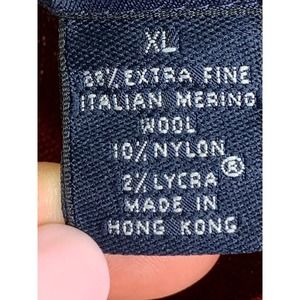 XL
88% EXTRA FINE
ITALIAN MERINO
WOOL
10% NYLON
2% LYCRA®
MADE IN
HONG KONG